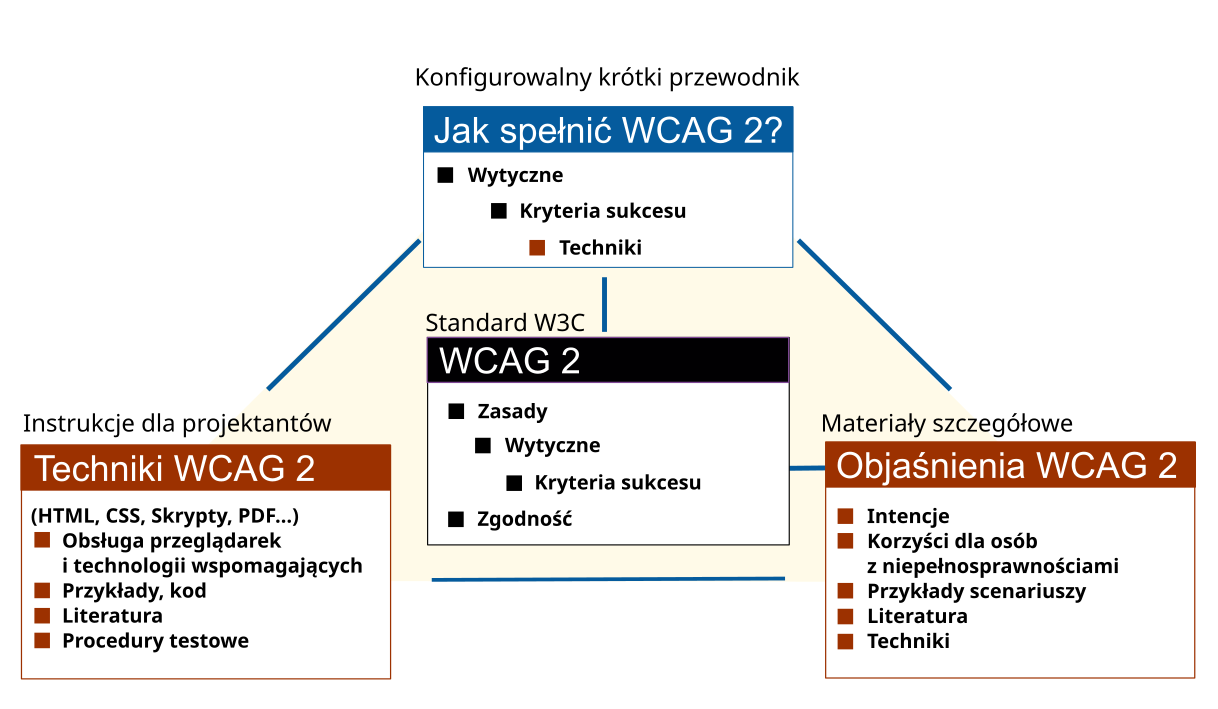 Konfigurowalny krótki przewodnik
Jak spełnić WCAG 2?
Wytyczne
Kryteria sukcesu
Techniki
Standard W3C
WCAG 2
Zasady
Wytyczne
Kryteria sukcesu
Zgodność
Instrukcje dla projektantów
Techniki WCAG 2
(HTML, CSS, Skrypty, PDF...)
Obsługa przeglądarek
i technologii wspomagających
Przykłady, kod
Literatura
Procedury testowe
Materiały szczegółowe
Objaśnienia WCAG 2
Intencje
Korzyści dla osób
z niepełnosprawnościami
Przykłady scenariuszy
Literatura
Techniki